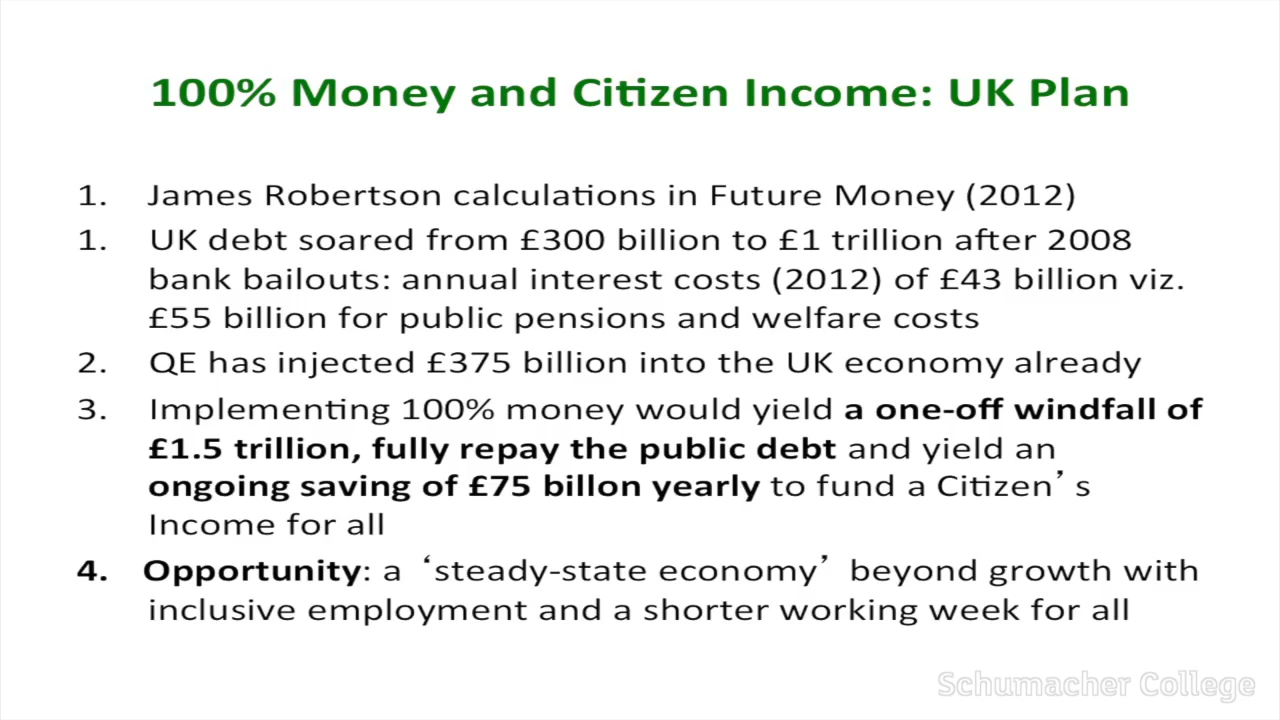 100% Money and Citizen Income: UK Plan
1. James Robertson calculations in Future Money (2012)
1. UK debt soared from £300 billion to £1 trillion after 2008
bank bailouts: annual interest costs (2012) of £43 billion viz.
£55 billion for public pensions and welfare costs
2. QE has injected £375 billion into the UK economy already
3. Implementing 100% money would yield a one-off windfall of
£1.5 trillion, fully repay the public debt and yield an
ongoing saving of £75 billon yearly to fund a Citizen’s
Income for all
4. Opportunity: a ‘steady-state economy’ beyond growth with
inclusive employment and a shorter working week for all
Schumacher College